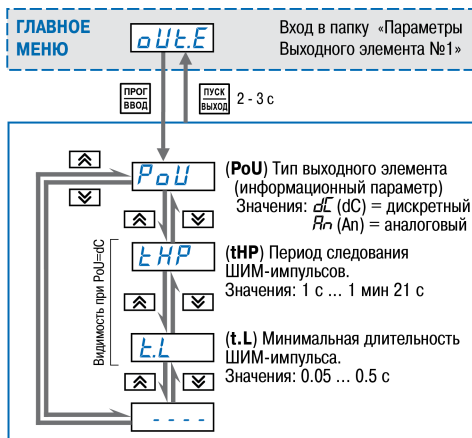 ГЛАВНОЕ
МЕНЮ
oUt.E
Вход в папку «Параметры
Выходного элемента №1»
ПРОГ
ВВОД
ПУСК
ВЫХОД
2 - 3 с
PoU
(PoU) Тип выходного элемента
(информационный параметр)
Значения: dC (dC) = дискретный
An (An) = аналоговый
Видимость при PoU=dC
tHP
(tHP) Период следования
ШИМ-импульсов.
Значения: 1 с ... 1 мин 21 с
t.L
(t.L) Минимальная длительность
ШИМ-импульса.
Значения: 0.05 ... 0.5 с
- - - -